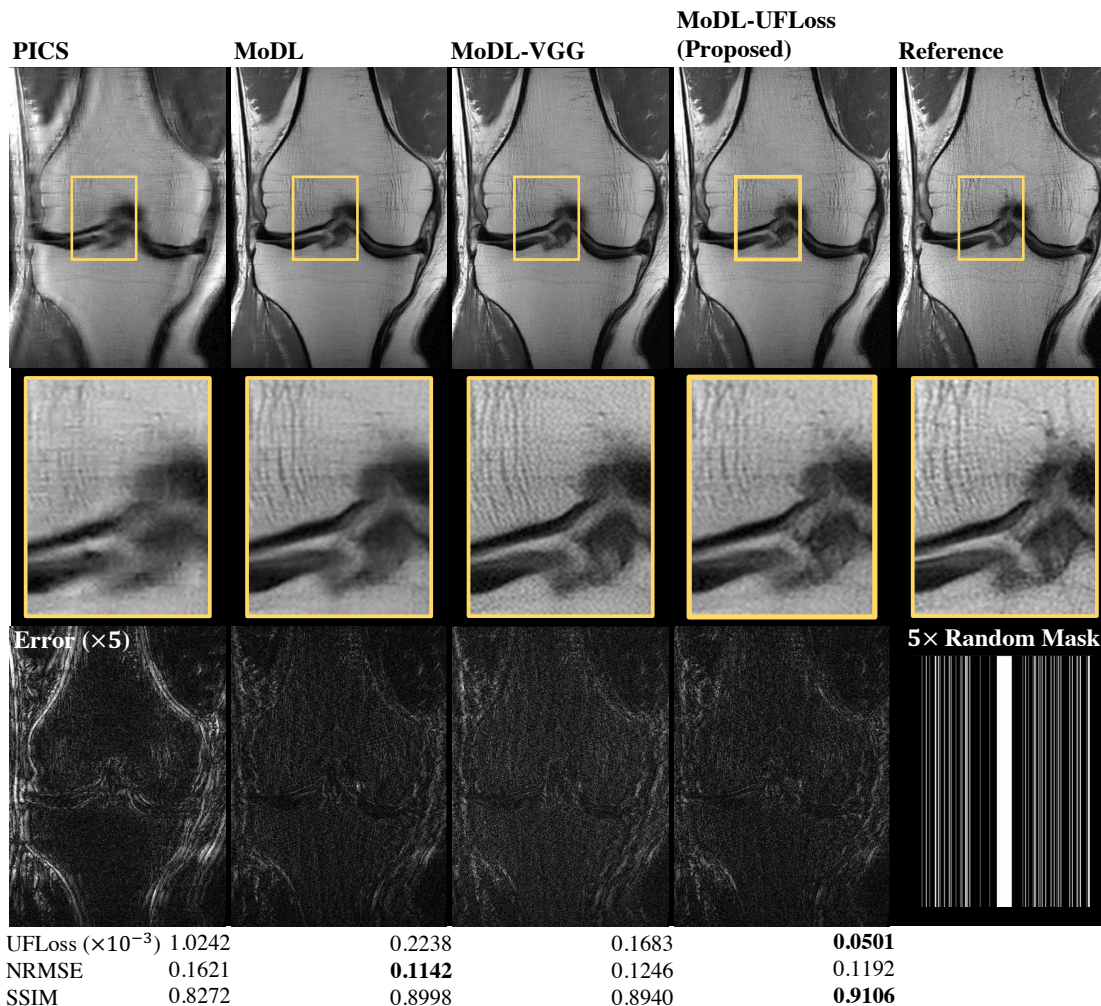 PICS MoDL MoDL-VGG MoDL-UFLoss (Proposed) Reference
Error (×5) 5× Random Mask
UFLoss (×10⁻³) 1.0242 0.2238 0.1683 0.0501
NRMSE 0.1621 0.1142 0.1246 0.1192
SSIM 0.8272 0.8998 0.8940 0.9106